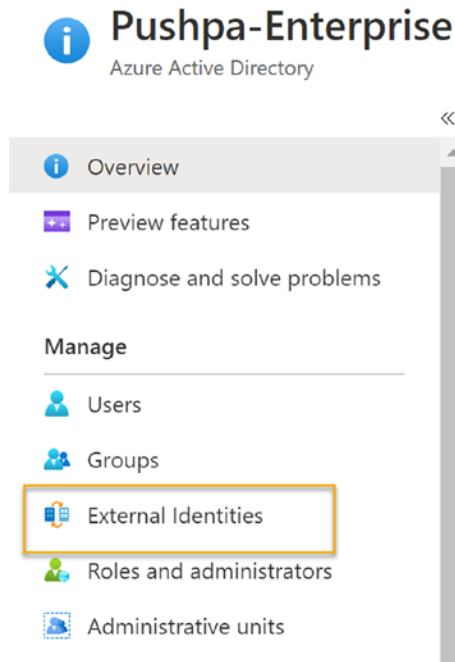 Pushpa-Enterprise
Azure Active Directory
Overview
Preview features
Diagnose and solve problems
Manage
Users
Groups
External Identities
Roles and administrators
Administrative units